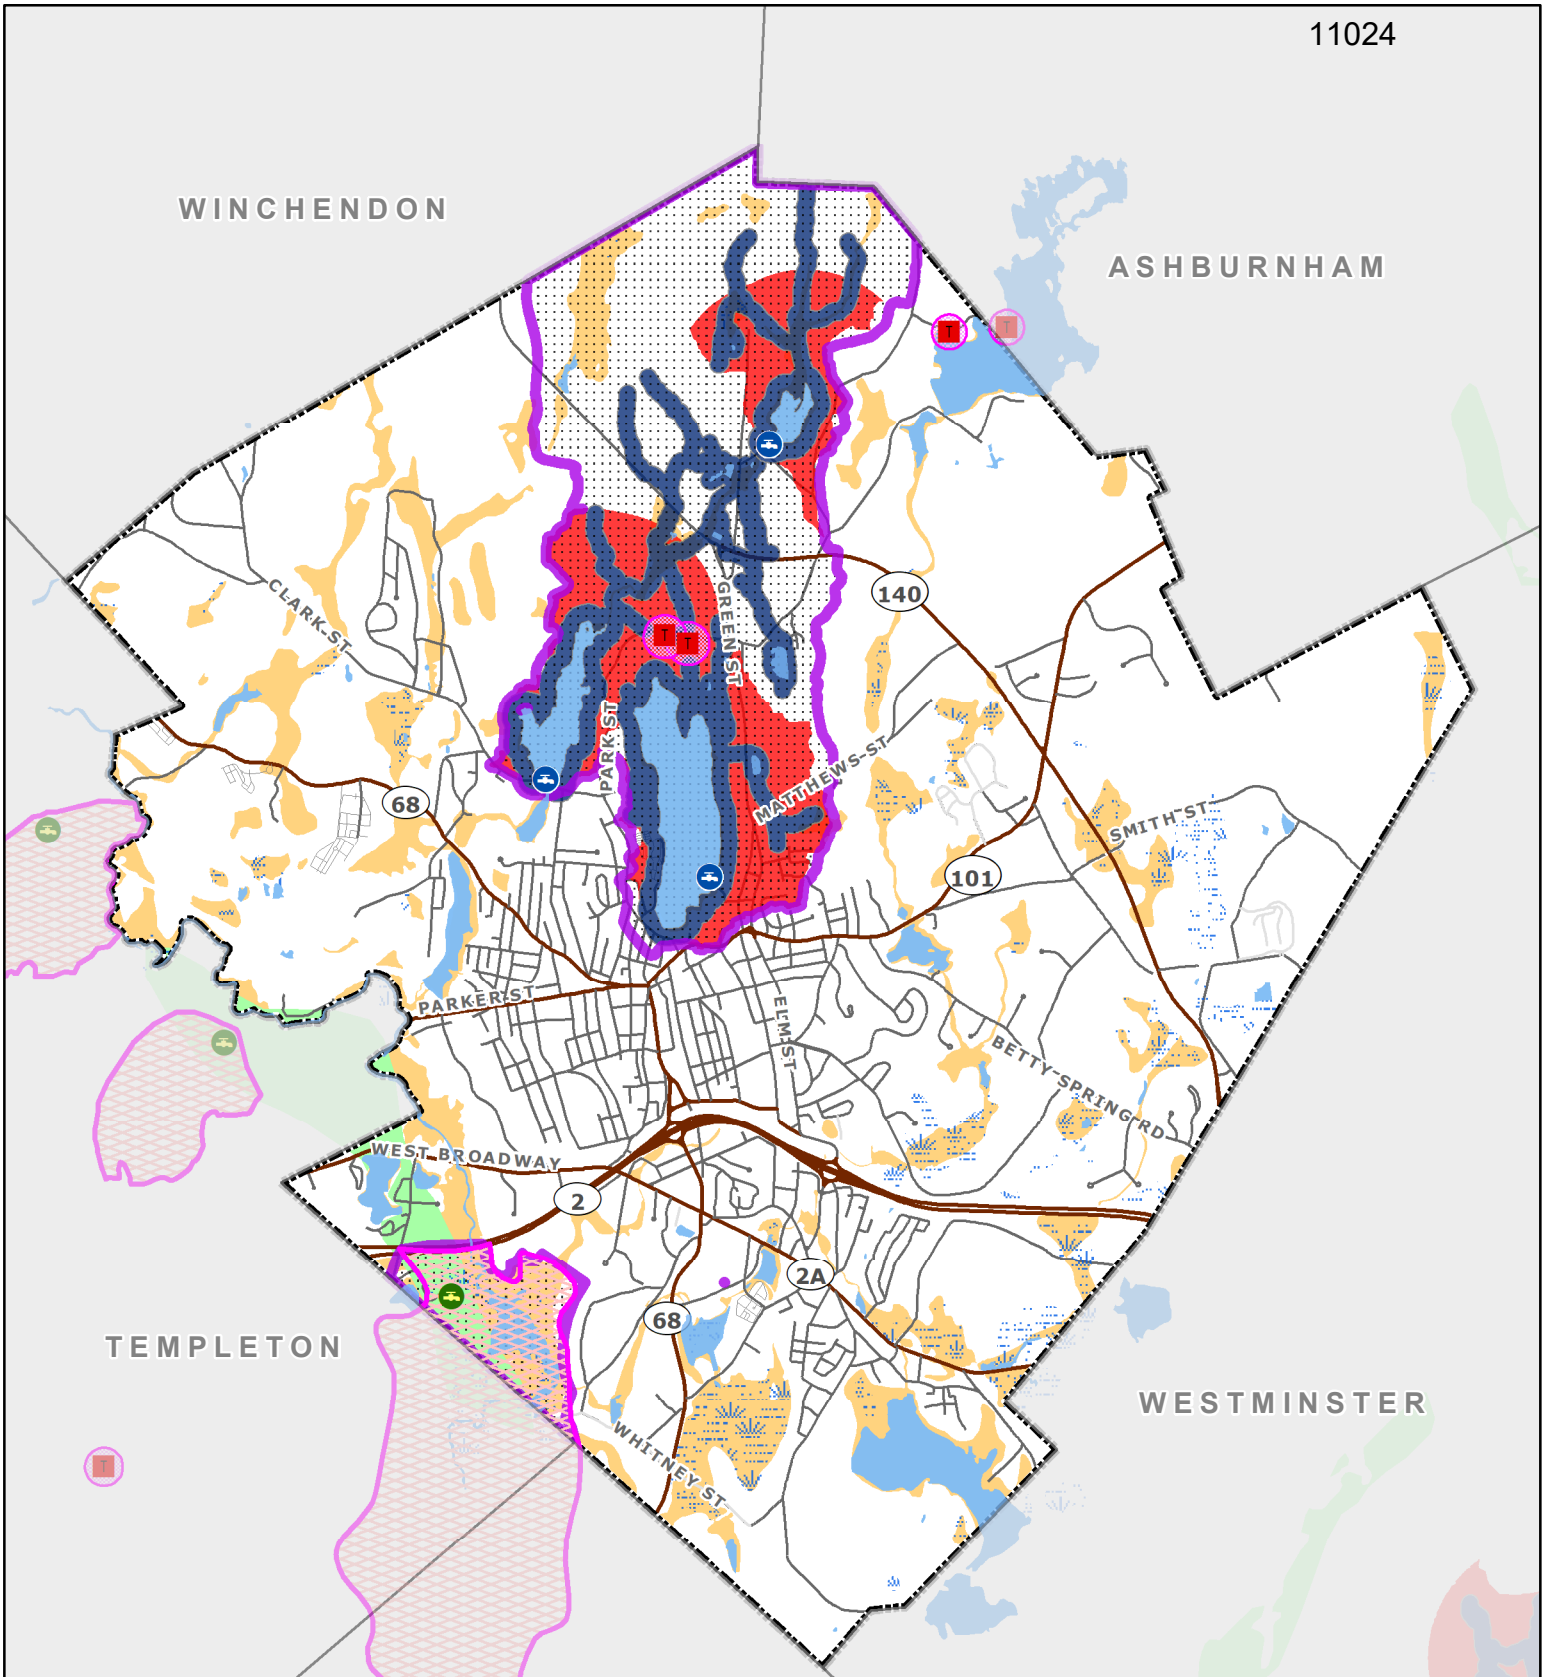 11024
WINCHENDON
ASHBURNHAM
T
T
140
CLARK ST
T
T
GREEN ST
PARK ST
MATTHEWS ST
68
SMITH ST
101
PARKER ST
ELM ST
BETTY SPRING RD
WEST BROADWAY
2
2A
68
TEMPLETON
WESTMINSTER
WHITNEY ST
T